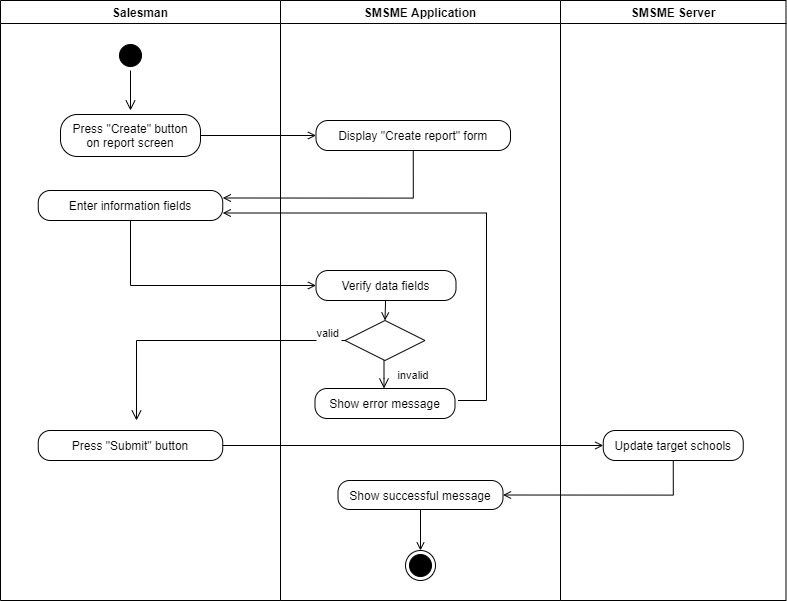 Salesman
SMSME Application
SMSME Server
Press "Create" button
on report screen
Display "Create report" form
Enter information fields
Verify data fields
valid
invalid
Show error message
Press "Submit" button
Update target schools
Show successful message